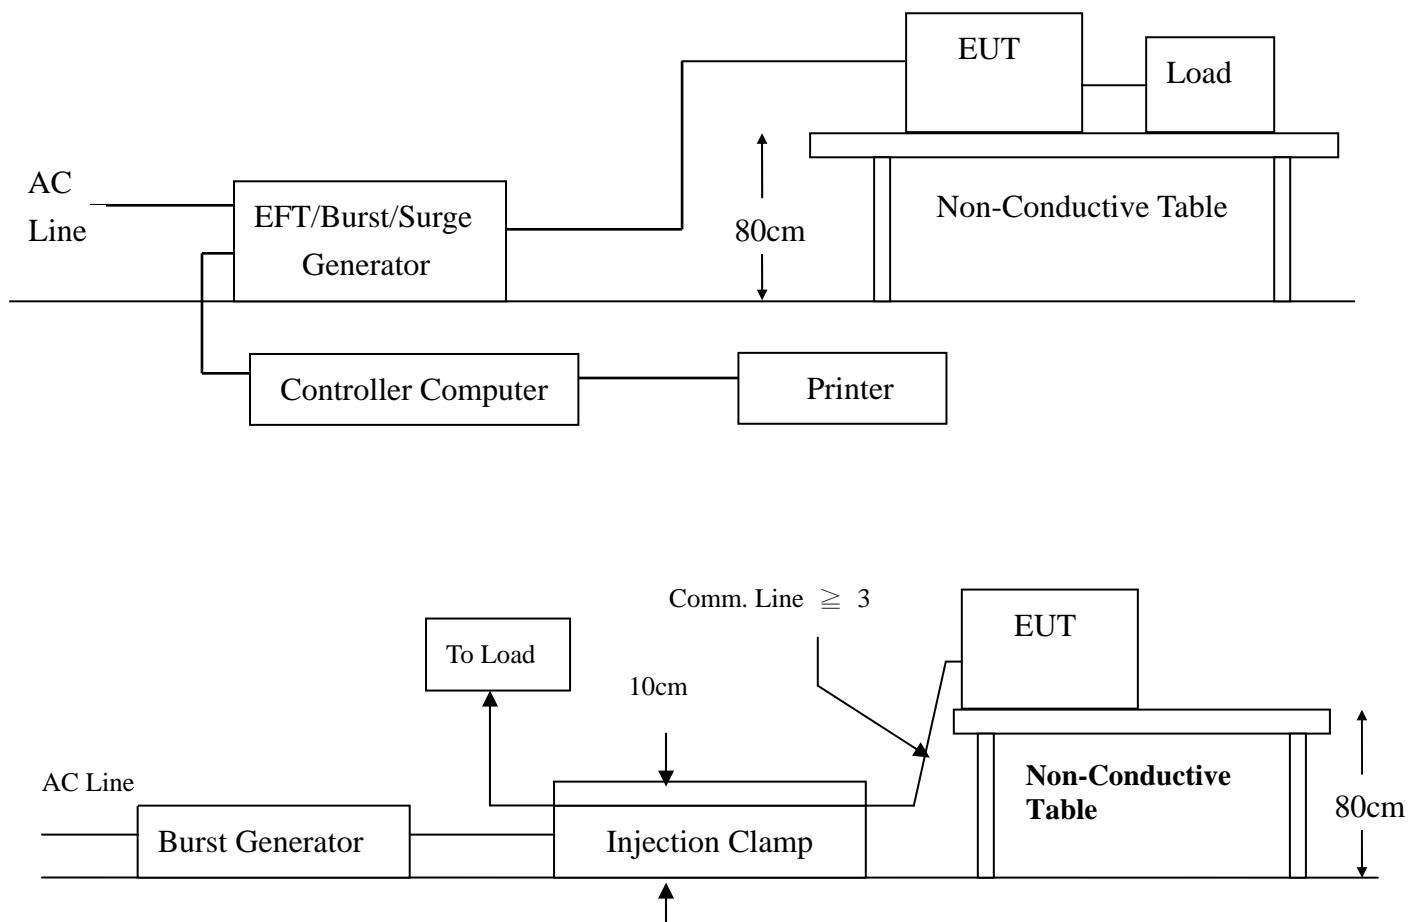 EUT
Load
AC
Line
EFT/Burst/Surge
Generator
80cm
Non-Conductive Table
Controller Computer
Printer
Comm. Line ≧ 3
EUT
To Load
10cm
AC Line
Non-Conductive
Table
80cm
Burst Generator
Injection Clamp